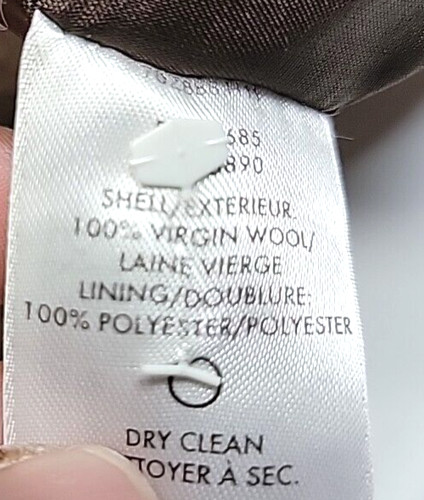 685
890
SHELL/EXTERIEUR:
100% VIRGIN WOOL/
LAINE VIERGE
LINING/DOUBLURE:
100% POLYESTER/POLYESTER
DRY CLEAN
TOYER À SEC.